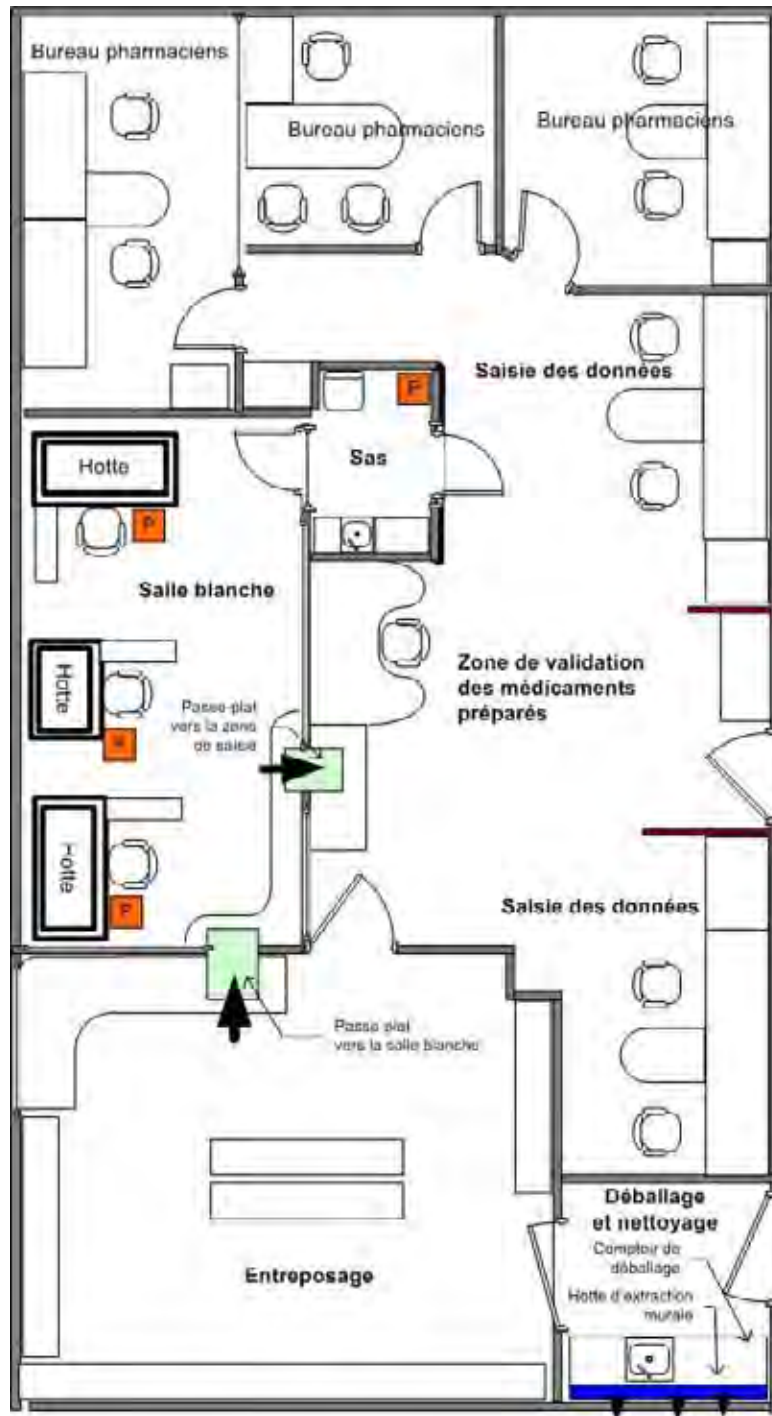 Bureau pharmaciens
Bureau pharmaciens
Bureau pharmaciens
Saisie des données
P
Sas
Hotte
P
Salle blanche
Hotte
Zone de validation
des médicaments
préparés
Passe-plat
vers la zone
de saisie
Hotte
P
Saisie des données
Passe plat
vers la salle blanche
Déballage
et nettoyage
Comptoir de
déballage
Hotte d'extraction
murale
Entreposage